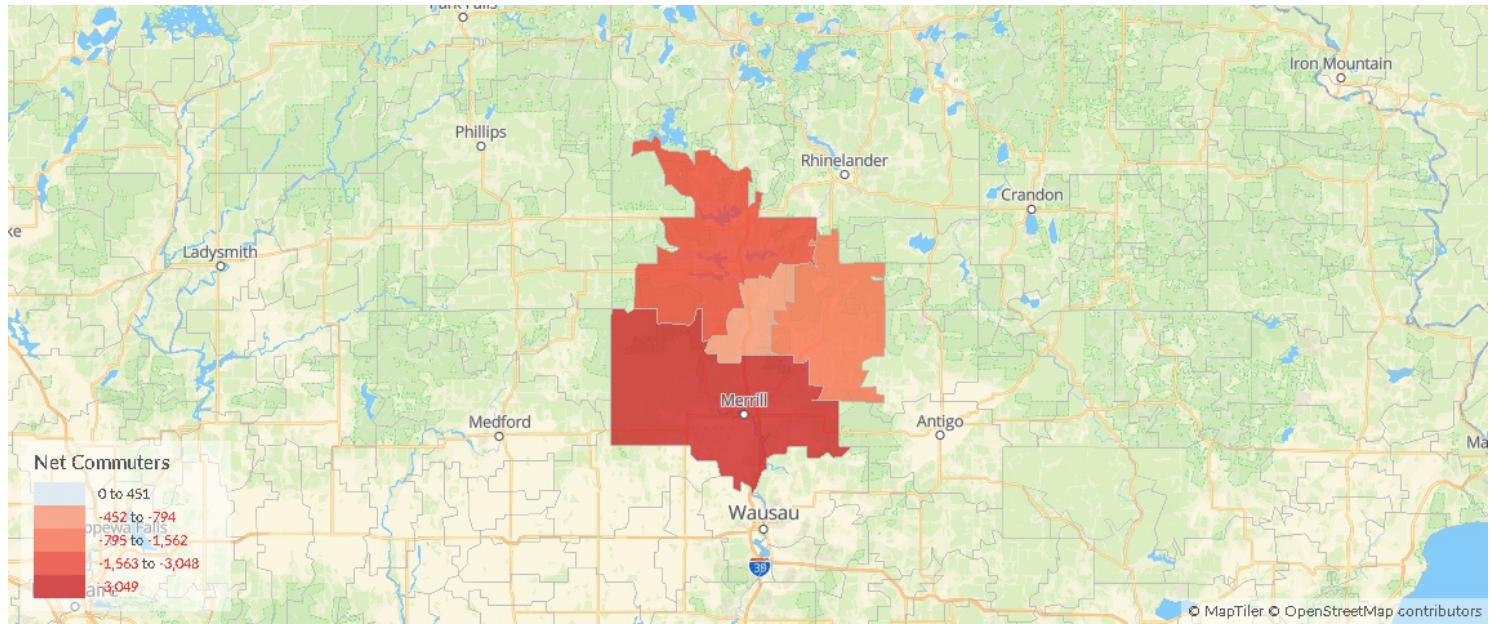 Park Falls
Iron Mountain
Phillips
Rhinelander
Crandon
Ladysmith
Merrill
Medford
Antigo
Wausau
39
Net Commuters
0 to 451
-452 to -794
-795 to -1,562
-1,563 to -3,048
-3,049
© MapTiler © OpenStreetMap contributors